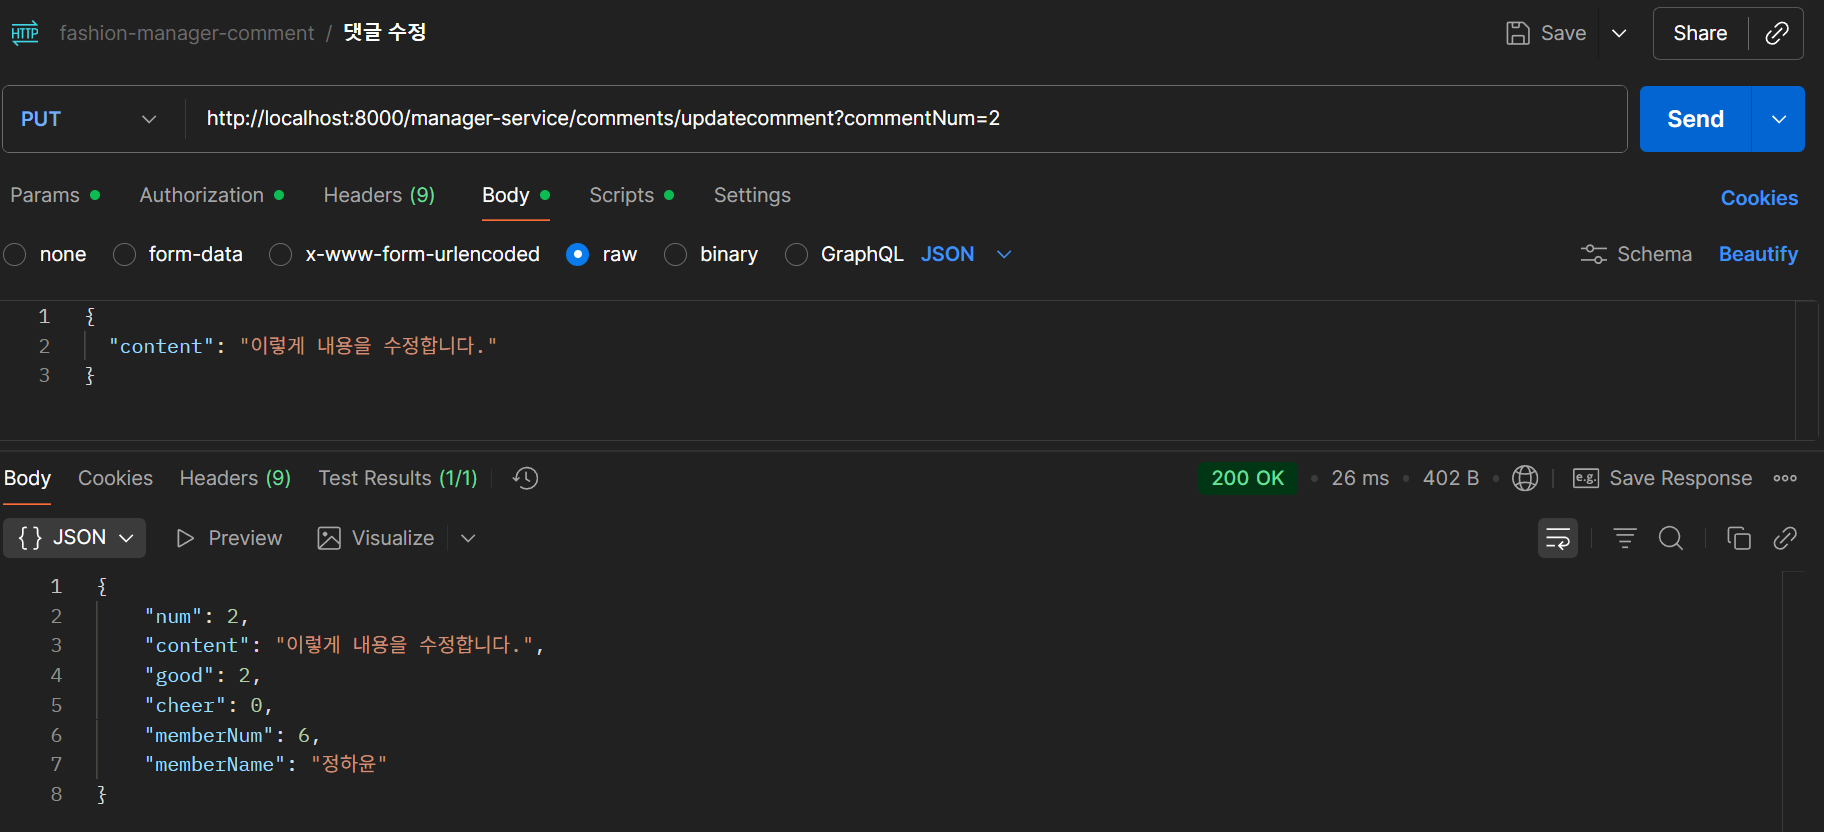 HTTP fashion-manager-comment / 댓글 수정 Save Share
PUT http://localhost:8000/manager-service/comments/updatecomment?commentNum=2 Send
Params Authorization Headers (9) Body Scripts Settings Cookies
none form-data x-www-form-urlencoded raw binary GraphQL JSON Schema Beautify
1 {
2 "content": "이렇게 내용을 수정합니다."
3 }
Body Cookies Headers (9) Test Results (1/1) 200 OK • 26 ms • 402 B • e.g. Save Response
{} JSON Preview Visualize
1 {
2 "num": 2,
3 "content": "이렇게 내용을 수정합니다.",
4 "good": 2,
5 "cheer": 0,
6 "memberNum": 6,
7 "memberName": "정하윤"
8 }